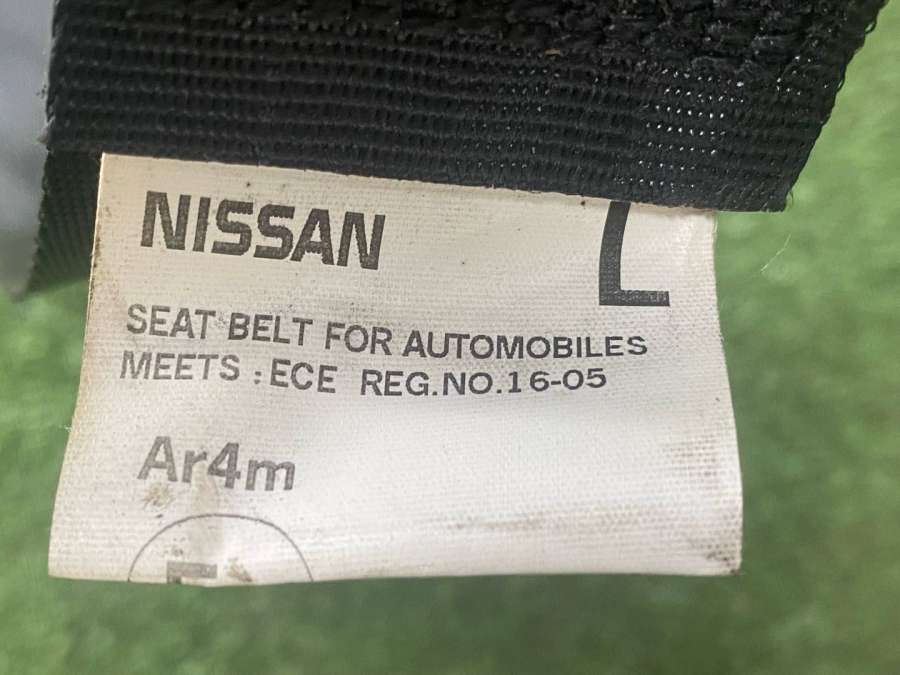 NISSAN
L
SEAT BELT FOR AUTOMOBILES
MEETS : ECE REG.NO.16-05
Ar4m